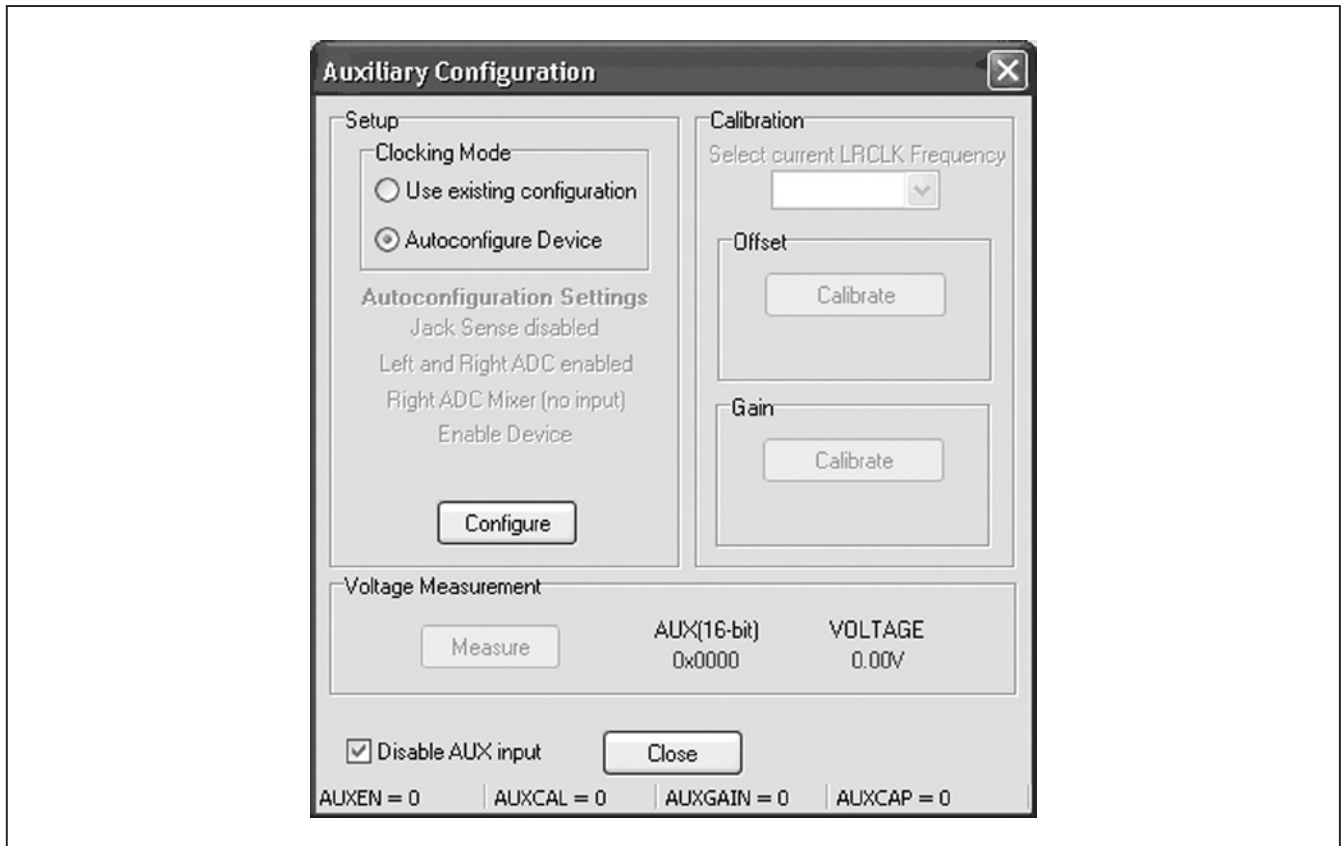 Auxiliary Configuration
Setup
Clocking Mode
Use existing configuration
Autoconfigure Device
Autoconfiguration Settings
Jack Sense disabled
Left and Right ADC enabled
Right ADC Mixer (no input)
Enable Device
Configure
Calibration
Select current LRCLK Frequency
Offset
Calibrate
Gain
Calibrate
Voltage Measurement
Measure
AUX(16-bit)
0x0000
VOLTAGE
0.00V
Disable AUX input
Close
AUXEN = 0
AUXCAL = 0
AUXGAIN = 0
AUXCAP = 0